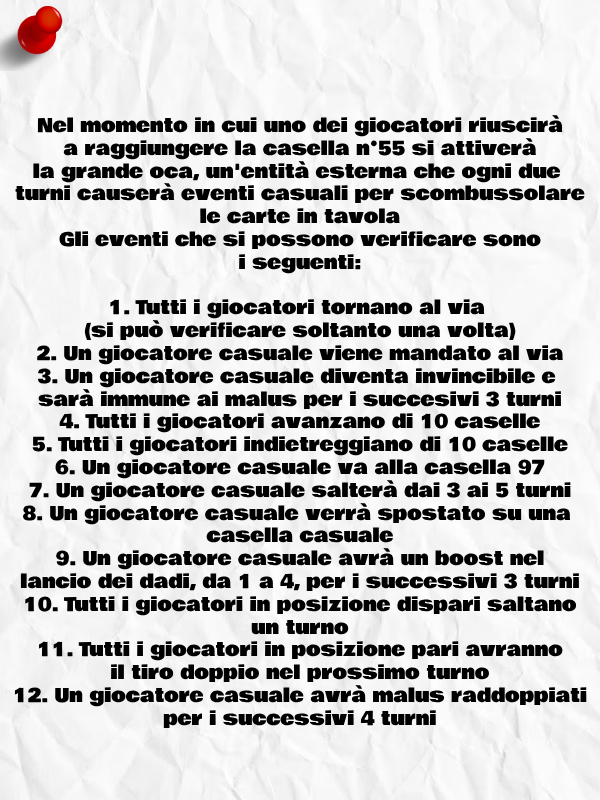 Nel momento in cui uno dei giocatori riuscirà
a raggiungere la casella n°55 si attiverà
la grande oca, un'entità esterna che ogni due
turni causerà eventi casuali per scombussolare
le carte in tavola
Gli eventi che si possono verificare sono
i seguenti:
1. Tutti i giocatori tornano al via
(si può verificare soltanto una volta)
2. Un giocatore casuale viene mandato al via
3. Un giocatore casuale diventa invincibile e
sarà immune ai malus per i succesivi 3 turni
4. Tutti i giocatori avanzano di 10 caselle
5. Tutti i giocatori indietreggiano di 10 caselle
6. Un giocatore casuale va alla casella 97
7. Un giocatore casuale salterà dai 3 ai 5 turni
8. Un giocatore casuale verrà spostato su una
casella casuale
9. Un giocatore casuale avrà un boost nel
lancio dei dadi, da 1 a 4, per i successivi 3 turni
10. Tutti i giocatori in posizione dispari saltano
un turno
11. Tutti i giocatori in posizione pari avranno
il tiro doppio nel prossimo turno
12. Un giocatore casuale avrà malus raddoppiati
per i successivi 4 turni